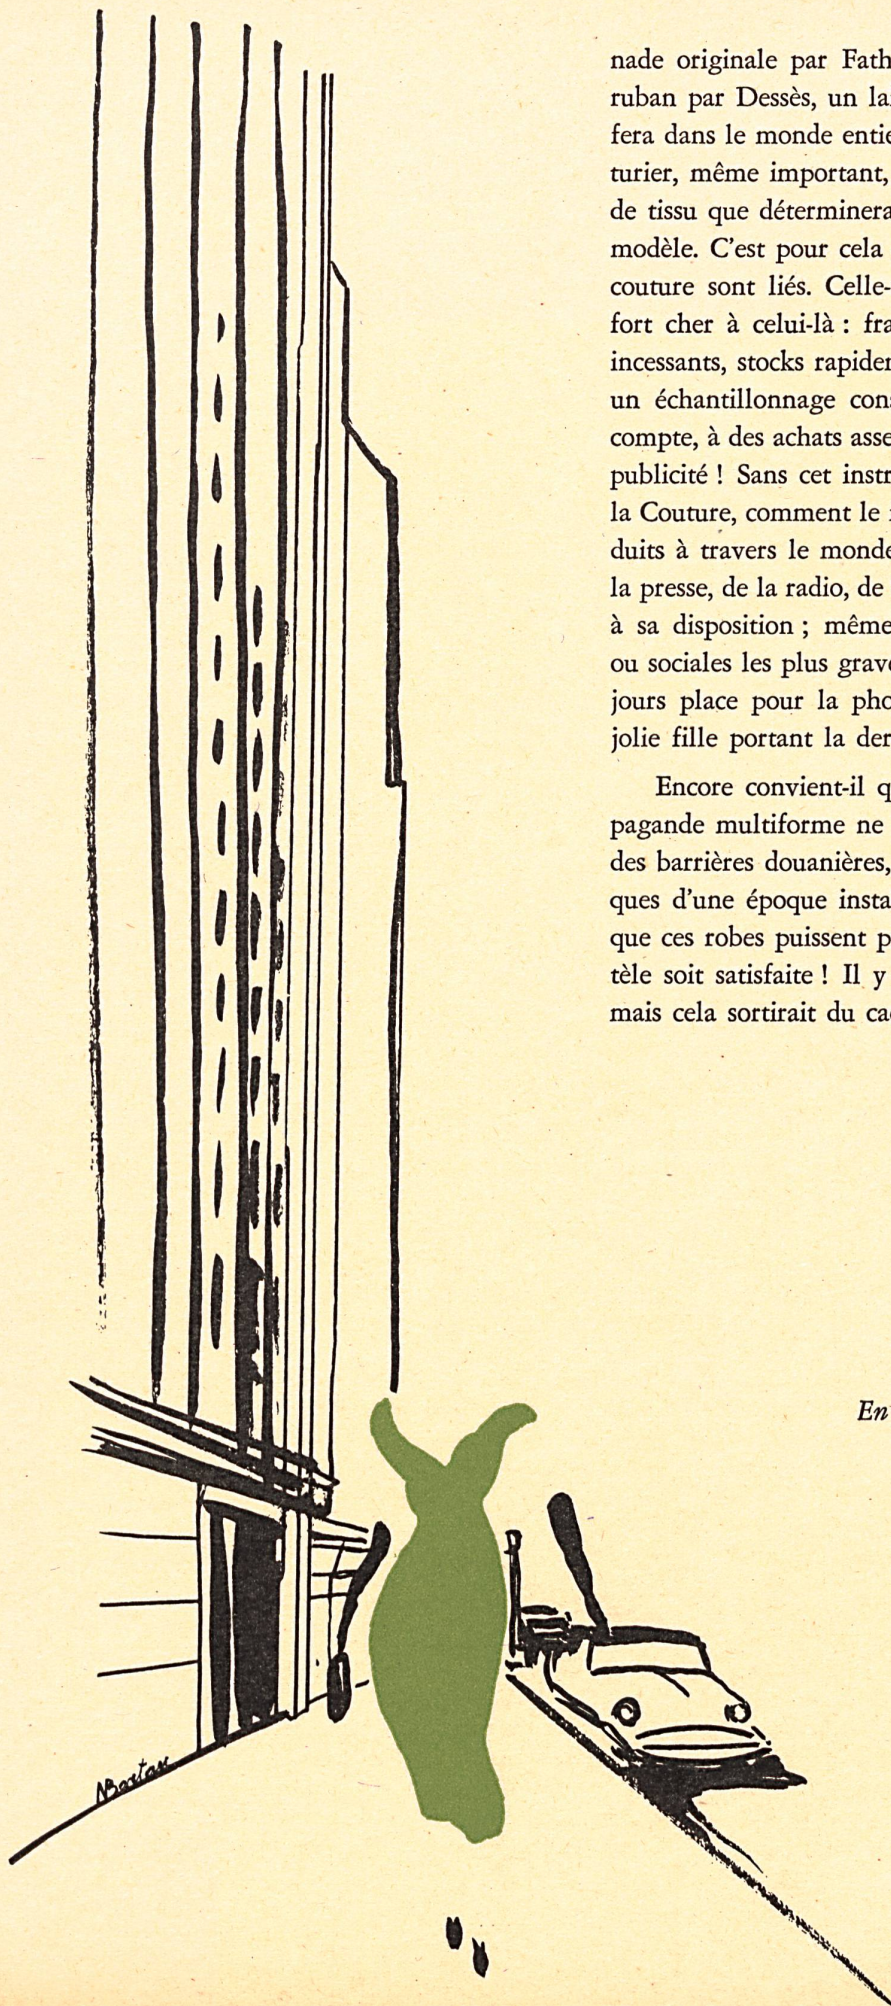 nade originale par Fath
ruban par Dessès, un la
fera dans le monde entie
turier, même important,
de tissu que déterminera
modèle. C'est pour cela
couture sont liés. Celle-
fort cher à celui-là : fra
incessants, stocks rapide
un échantillonnage cons
compte, à des achats asse
publicité ! Sans cet instr
la Couture, comment le
duits à travers le monde
la presse, de la radio, de
à sa disposition ; même
ou sociales les plus grave
jours place pour la pho
jolie fille portant la der
Encore convient-il q
pagande multiforme ne
des barrières douanières,
ques d'une époque insta
que ces robes puissent p
tèle soit satisfaite ! Il y
mais cela sortirait du ca
En